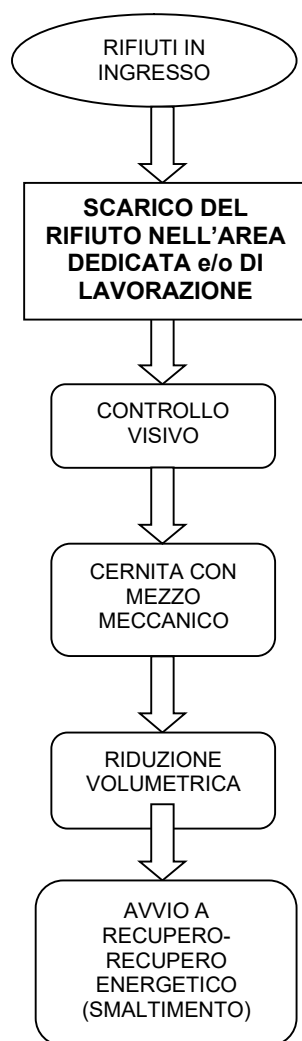 RIFIUTI IN
INGRESSO
SCARICO DEL
RIFIUTO NELL’AREA
DEDICATA e/o DI
LAVORAZIONE
CONTROLLO
VISIVO
CERNITA CON
MEZZO
MECCANICO
RIDUZIONE
VOLUMETRICA
AVVIO A
RECUPERO-
RECUPERO
ENERGETICO
(SMALTIMENTO)